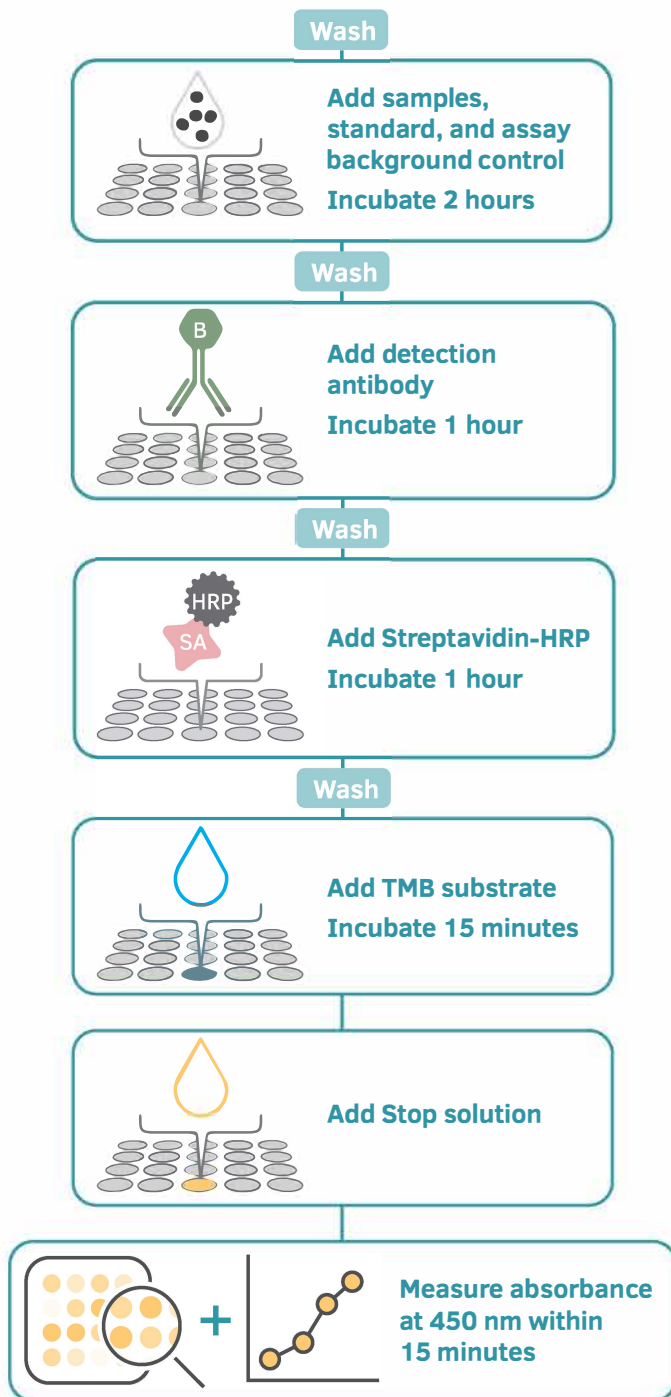 Wash
Add samples,
standard, and assay
background control
Incubate 2 hours
Wash
B
Add detection
antibody
Incubate 1 hour
Wash
HRP
SA
Add Streptavidin-HRP
Incubate 1 hour
Wash
Add TMB substrate
Incubate 15 minutes
Add Stop solution
+
Measure absorbance
at 450 nm within
15 minutes